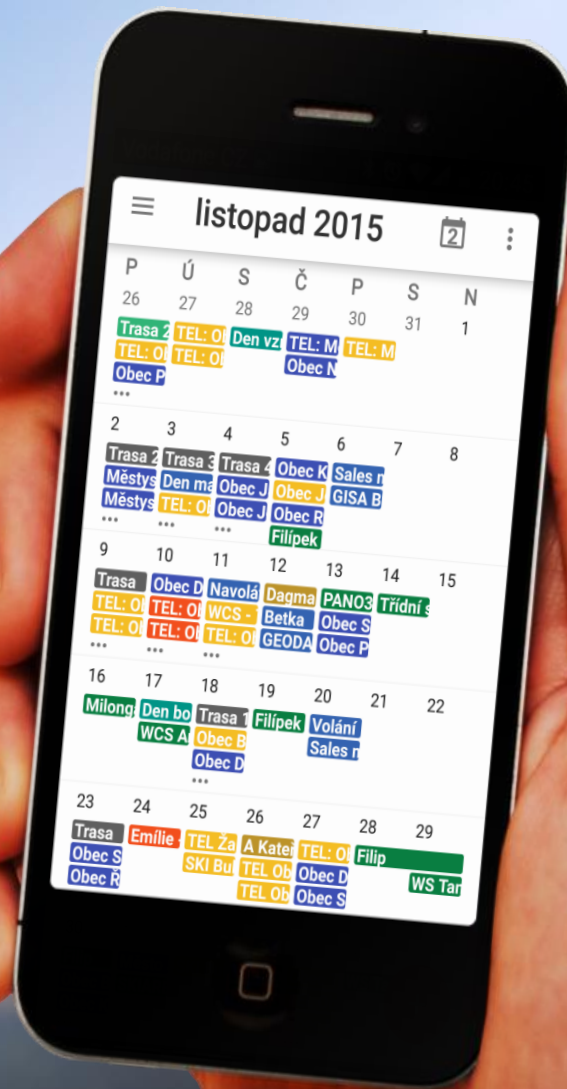 listopad 2015 2
P Ú S Č P S N
26 27 28 29 30 31 1
Trasa 2 TEL: O Den vz TEL: M TEL: M
TEL: O TEL: O Obec N
Obec P
...
2 3 4 5 6 7 8
Trasa 2 Trasa 3 Trasa 4 Obec K Sales n
Městys Den ma Obec J Obec J GISA B
Městys TEL: O Obec J Obec R
... ... ... Filípek
9 10 11 12 13 14 15
Trasa Obec D Navolá Dagma PANO3 Třídní s
TEL: O TEL: O WCS - Betka Obec S
TEL: O TEL: O TEL: O GEODA Obec P
... ... ...
16 17 18 19 20 21 22
Milong Den bo Trasa 1 Filípek Volání
WCS A Obec B Sales n
Obec D
...
23 24 25 26 27 28 29
Trasa Emílie TEL Ža A Kater TEL: O Filip
Obec S SKI Bu TEL Ob Obec D WS Tan
Obec Ř TEL Ob Obec S